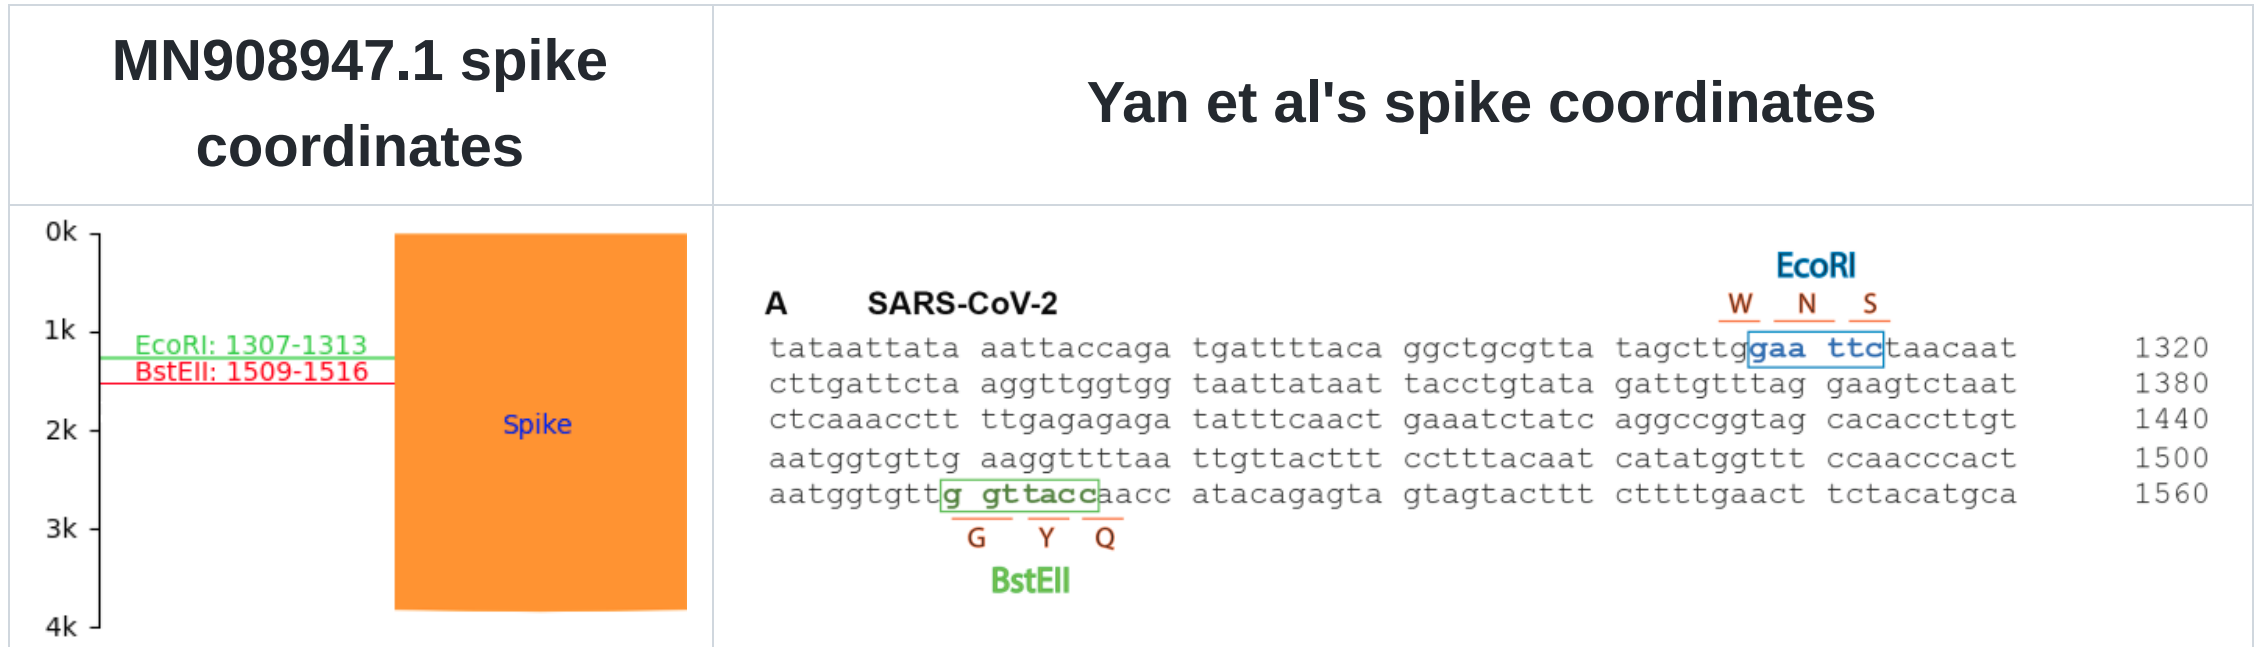 MN908947.1 spike
coordinates
Yan et al's spike coordinates
0k
1k
2k
3k
4k
EcoRI: 1307-1313
BstEII: 1509-1516
Spike
EcoRI
A SARS-CoV-2 W N S
tataattata aattaccaga tgattttaca ggctgcgtta tagcttggaa ttctaacaat 1320
cttgattcta aggttggtgg taattataat tacctgtata gattgtttag gaagtctaat 1380
ctcaaacctt ttgagagaga tatttcaact gaaatctatc aggccggtag cacaccttgt 1440
aatggtgttg aaggttttaa ttgttacttt cctttacaat catatggttt ccaacccact 1500
aatggtgttg gttaccaacc atacagagta gtagtacttt cttttgaact tctacatgca 1560
G Y Q
BstEII